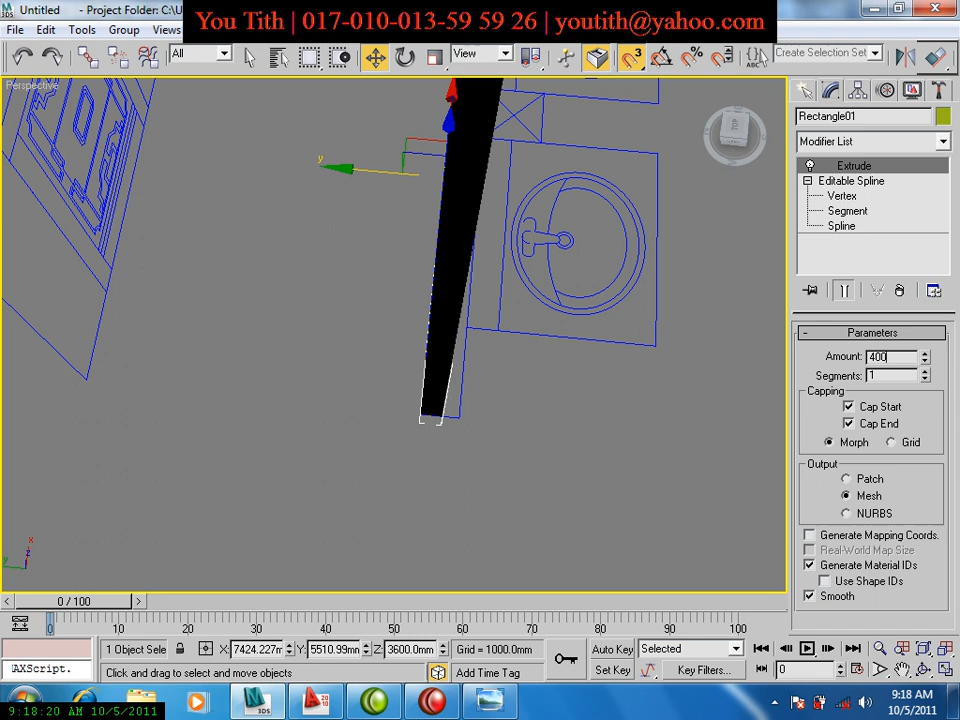 Untitled - Project Folder: C:\U
You Tith | 017-010-013-59 59 26 | youtith@yahoo.com
File Edit Tools Group Views
All
View
3
Create Selection Set
Perspective
TOP
y
Rectangle01
Modifier List
Extrude
Editable Spline
Vertex
Segment
Spline
Parameters
Amount: 400
Segments: 1
Capping
Cap Start
Cap End
Morph Grid
Output
Patch
Mesh
NURBS
Generate Mapping Coords.
Real-World Map Size
Generate Material IDs
Use Shape IDs
Smooth
x
z
y
0 / 100
0 10 20 30 40 50 60 70 80 90 100
1 Object Sele X: 7424.227m Y: 5510.99mn Z: 3600.0mm Grid = 1000.0mm Auto Key Selected
AXScript. Click and drag to select and move objects Add Time Tag Set Key Key Filters... 0
9:18:20 AM 10/5/2011
9:18 AM
10/5/2011